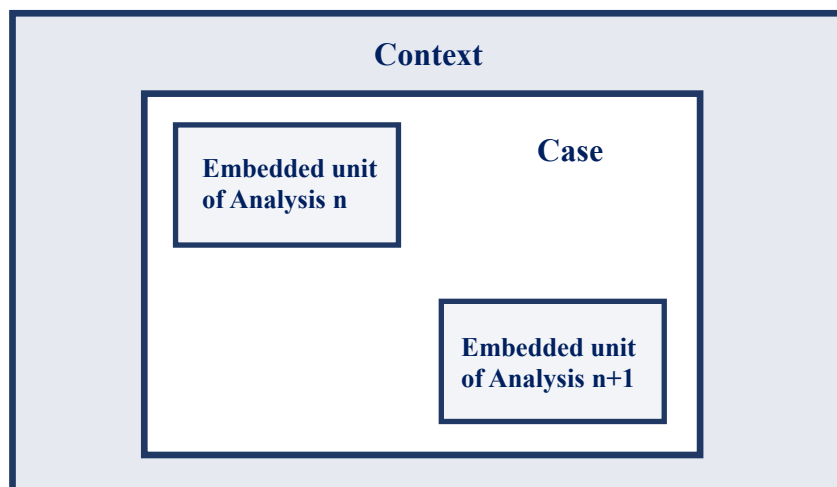 Context
Case
Embedded unit
of Analysis n
Embedded unit
of Analysis n+1